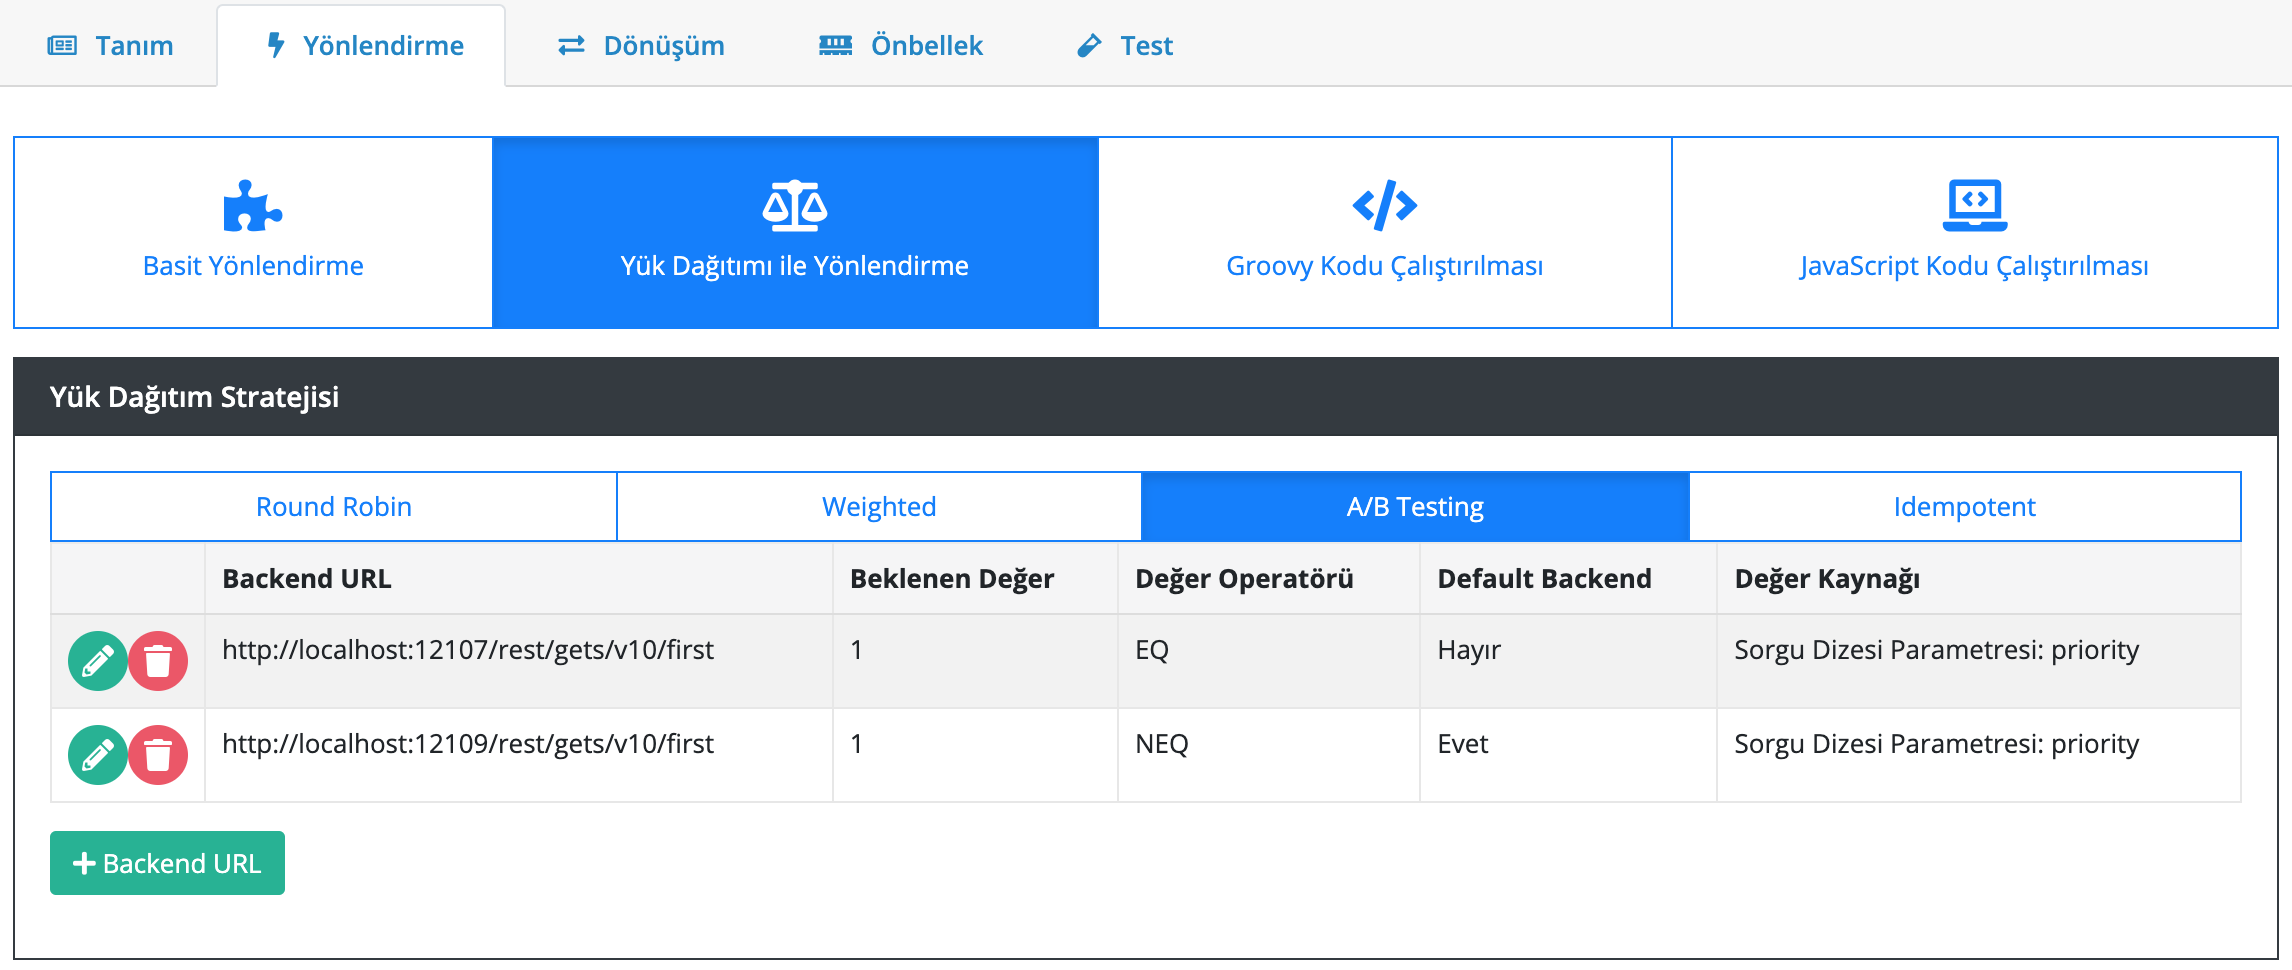 Tanım Yönlendirme Dönüşüm Önbellek Test
Basit Yönlendirme Yük Dağıtımı ile Yönlendirme Groovy Kodu Çalıştırılması JavaScript Kodu Çalıştırılması
Yük Dağıtım Stratejisi
Round Robin Weighted A/B Testing Idempotent
Backend URL Beklenen Değer Değer Operatörü Default Backend Değer Kaynağı
http://localhost:12107/rest/gets/v10/first 1 EQ Hayır Sorgu Dizesi Parametresi: priority
http://localhost:12109/rest/gets/v10/first 1 NEQ Evet Sorgu Dizesi Parametresi: priority
+ Backend URL